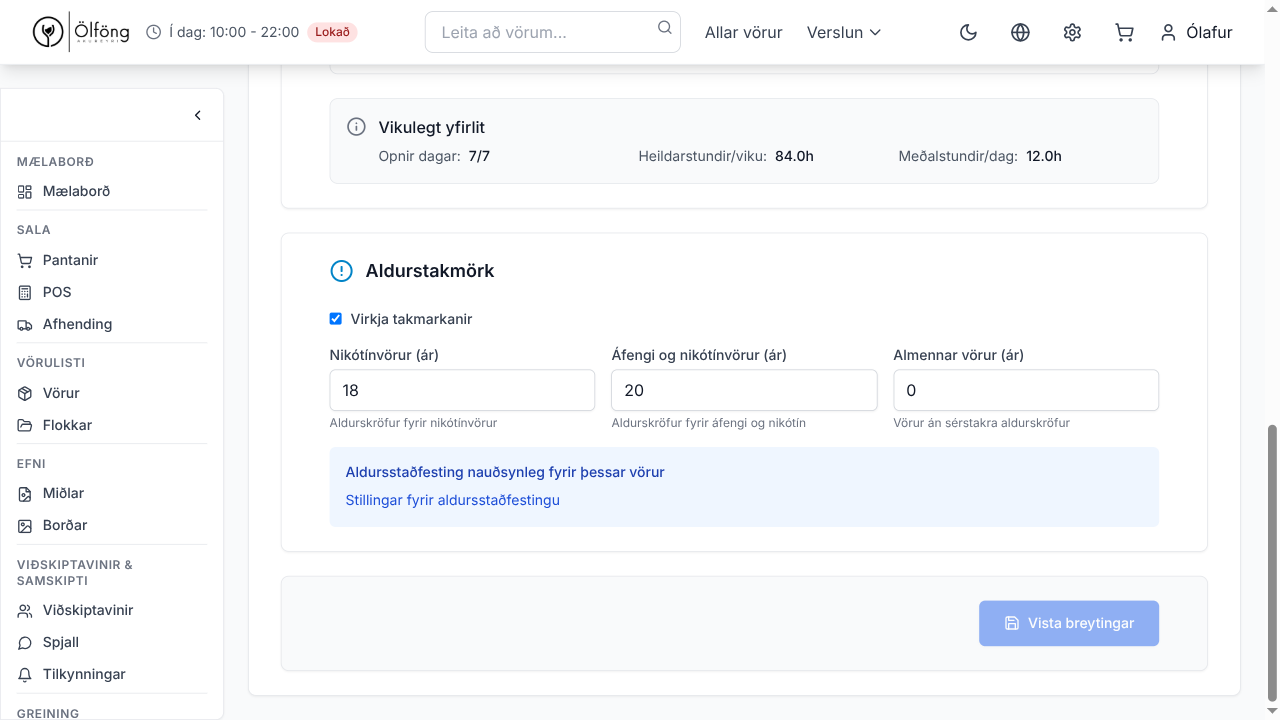 Ölföng
Í dag: 10:00 - 22:00
Lokað
Leita að vörum...
Allar vörur
Verslun
Ólafur
MÆLABORÐ
Mælaborð
SALA
Pantanir
POS
Afhending
VÖRULISTI
Vörur
Flokkar
EFNI
Miðlar
Borðar
VIÐSKIPTAVINIR &
SAMSKIPTI
Viðskiptavinir
Spjall
Tilkynningar
GREINING
Vikulegt yfirlit
Opnir dagar: 7/7
Heildarstundir/viku: 84.0h
Meðalstundir/dag: 12.0h
Aldurstakmörk
Virkja takmarkanir
Nikótínvörur (ár)
18
Aldurskröfur fyrir nikótínvörur
Áfengi og nikótínvörur (ár)
20
Aldurskröfur fyrir áfengi og nikótín
Almennar vörur (ár)
0
Vörur án sérstakra aldurskröfur
Aldursstaðfesting nauðsynleg fyrir þessar vörur
Stillingar fyrir aldursstaðfestingu
Vista breytingar